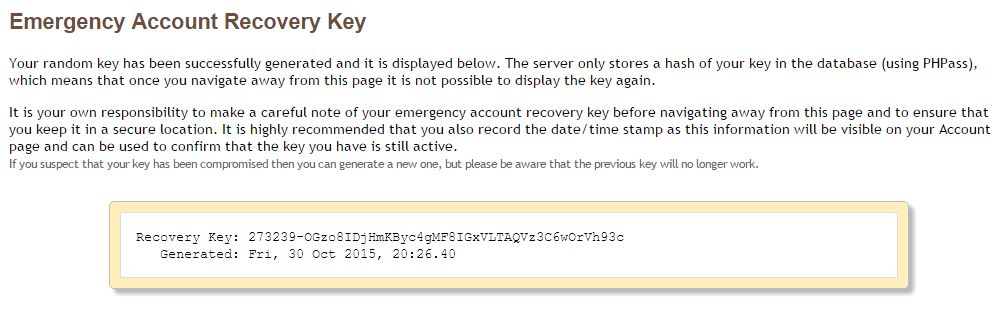 Emergency Account Recovery Key
Your random key has been successfully generated and it is displayed below. The server only stores a hash of your key in the database (using PHPass),
which means that once you navigate away from this page it is not possible to display the key again.
It is your own responsibility to make a careful note of your emergency account recovery key before navigating away from this page and to ensure that
you keep it in a secure location. It is highly recommended that you also record the date/time stamp as this information will be visible on your Account
page and can be used to confirm that the key you have is still active.
If you suspect that your key has been compromised then you can generate a new one, but please be aware that the previous key will no longer work.
Recovery Key: 273239-OGzo8IDjHmKByc4gMF8IGxVLTAQVz3C6wOrVh93c
Generated: Fri, 30 Oct 2015, 20:26.40